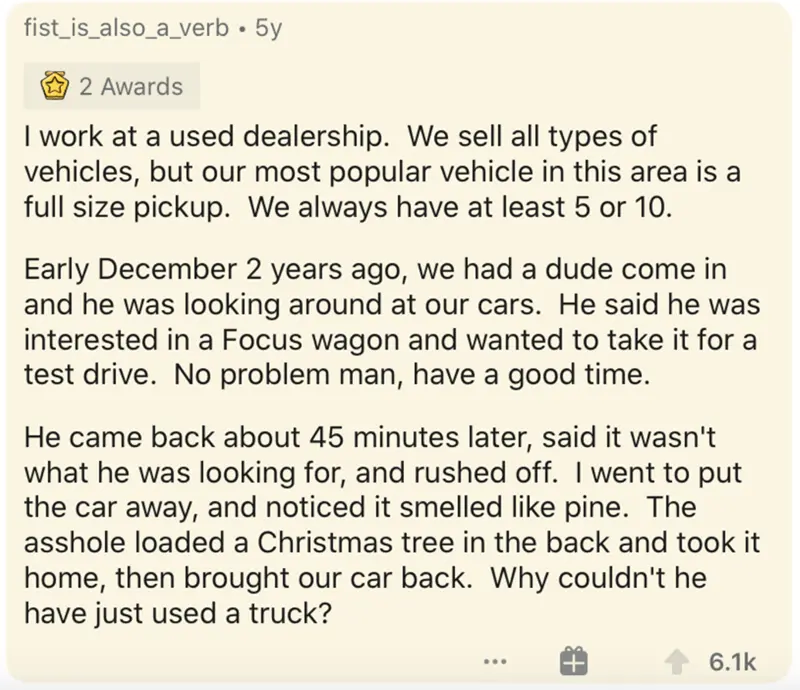 fist_is_also_a_verb • 5y
2 Awards
I work at a used dealership.  We sell all types of
vehicles, but our most popular vehicle in this area is a
full size pickup.  We always have at least 5 or 10.
Early December 2 years ago, we had a dude come in
and he was looking around at our cars.  He said he was
interested in a Focus wagon and wanted to take it for a
test drive.  No problem man, have a good time.
He came back about 45 minutes later, said it wasn't
what he was looking for, and rushed off.  I went to put
the car away, and noticed it smelled like pine.  The
asshole loaded a Christmas tree in the back and took it
home, then brought our car back.  Why couldn't he
have just used a truck?
6.1k